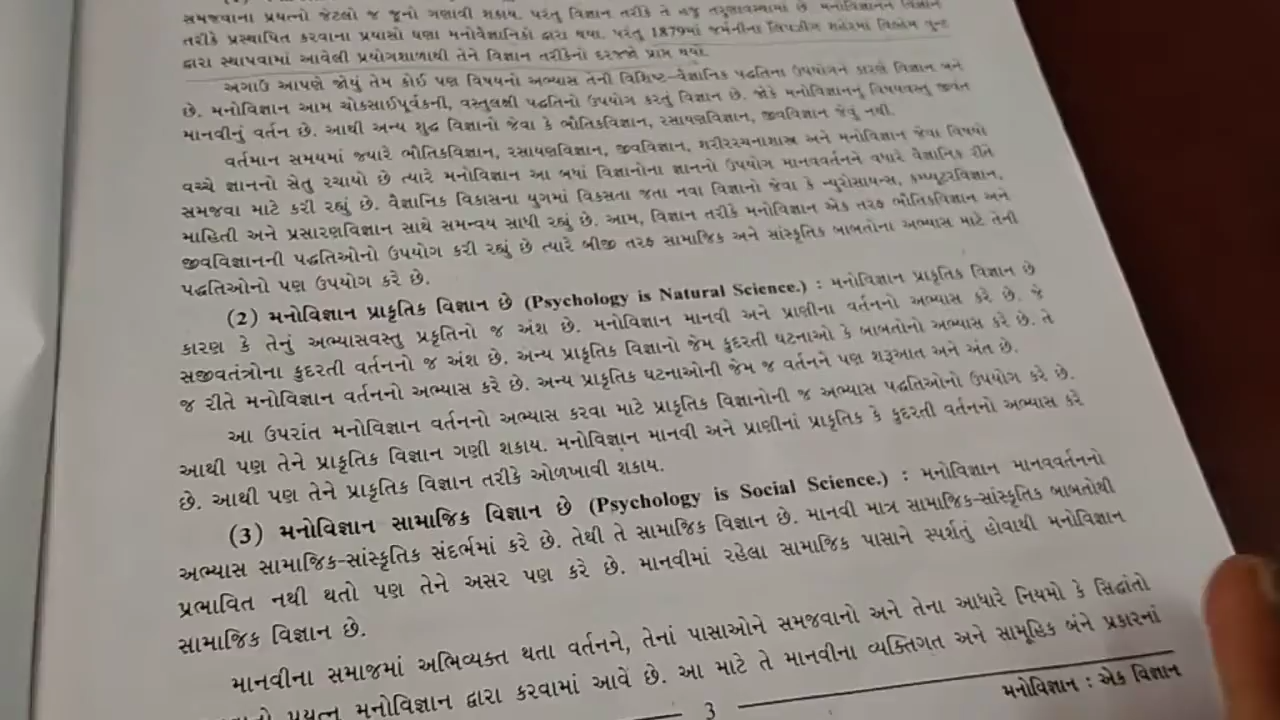 સમજવાના પ્રયત્નો જેટલો જ જૂનો ગણાવી શકાય. પરંતુ વિજ્ઞાન તરીકે તે હજુ તરુણાવસ્થામાં છે. મનોવિજ્ઞાનને વિજ્ઞાન
તરીકે પ્રસ્થાપિત કરવાના પ્રયાસો ઘણા મનોવૈજ્ઞાનિકો દ્વારા થયા. પરંતુ 1879માં જર્મનીના લિપઝીગ શહેરમાં વિલ્હેમ વુન્ટ
દ્વારા સ્થાપવામાં આવેલી પ્રયોગશાળાથી તેને વિજ્ઞાન તરીકેનો દરજ્જો પ્રાપ્ત થયો.
અગાઉ આપણે જોયું તેમ કોઈ પણ વિષયનો અભ્યાસ તેની વિશિષ્ટ-વૈજ્ઞાનિક પદ્ધતિના ઉપયોગને કારણે વિજ્ઞાન બને
છે. મનોવિજ્ઞાન આમ ચોકસાઈપૂર્વકની, વસ્તુલક્ષી પદ્ધતિનો ઉપયોગ કરતું વિજ્ઞાન છે. જોકે મનોવિજ્ઞાનનું વિષયવસ્તુ જીવંત
માનવીનું વર્તન છે. આથી અન્ય શુદ્ધ વિજ્ઞાનો જેવા કે ભૌતિકવિજ્ઞાન, રસાયણવિજ્ઞાન, જીવવિજ્ઞાન જેવું નથી.
વર્તમાન સમયમાં જ્યારે ભૌતિકવિજ્ઞાન, રસાયણવિજ્ઞાન, જીવવિજ્ઞાન, શરીરરચનાશાસ્ત્ર અને મનોવિજ્ઞાન જેવા વિષયો
વચ્ચે જ્ઞાનનો સેતુ રચાયો છે ત્યારે મનોવિજ્ઞાન આ બધાં વિજ્ઞાનોના જ્ઞાનનો ઉપયોગ માનવવર્તનને વધારે વૈજ્ઞાનિક રીતે
સમજવા માટે કરી રહ્યું છે. વૈજ્ઞાનિક વિકાસના યુગમાં વિકસતા જતા નવા વિજ્ઞાનો જેવા કે ન્યુરોસાયન્સ, કમ્પ્યૂટરવિજ્ઞાન,
માહિતી અને પ્રસારણવિજ્ઞાન સાથે સમન્વય સાધી રહ્યું છે. આમ, વિજ્ઞાન તરીકે મનોવિજ્ઞાન એક તરફ ભૌતિકવિજ્ઞાન અને
જીવવિજ્ઞાનની પદ્ધતિઓનો ઉપયોગ કરી રહ્યું છે ત્યારે બીજી તરફ સામાજિક અને સાંસ્કૃતિક બાબતોના અભ્યાસ માટે તેની
પદ્ધતિઓનો પણ ઉપયોગ કરે છે.
(2) મનોવિજ્ઞાન પ્રાકૃતિક વિજ્ઞાન છે (Psychology is Natural Science.) : મનોવિજ્ઞાન પ્રાકૃતિક વિજ્ઞાન છે
કારણ કે તેનું અભ્યાસવસ્તુ પ્રકૃતિનો જ અંશ છે. મનોવિજ્ઞાન માનવી અને પ્રાણીના વર્તનનો અભ્યાસ કરે છે. જે
સજીવતંત્રોના કુદરતી વર્તનનો જ અંશ છે. અન્ય પ્રાકૃતિક વિજ્ઞાનો જેમ કુદરતી ઘટનાઓ કે બાબતોનો અભ્યાસ કરે છે. તે
જ રીતે મનોવિજ્ઞાન વર્તનનો અભ્યાસ કરે છે. અન્ય પ્રાકૃતિક ઘટનાઓની જેમ જ વર્તનને પણ શરૂઆત અને અંત છે.
આ ઉપરાંત મનોવિજ્ઞાન વર્તનનો અભ્યાસ કરવા માટે પ્રાકૃતિક વિજ્ઞાનોની જ અભ્યાસ પદ્ધતિઓનો ઉપયોગ કરે છે.
આથી પણ તેને પ્રાકૃતિક વિજ્ઞાન ગણી શકાય. મનોવિજ્ઞાન માનવી અને પ્રાણીનાં પ્રાકૃતિક કે કુદરતી વર્તનનો અભ્યાસ કરે
છે. આથી પણ તેને પ્રાકૃતિક વિજ્ઞાન તરીકે ઓળખાવી શકાય.
(3) મનોવિજ્ઞાન સામાજિક વિજ્ઞાન છે (Psychology is Social Science.) : મનોવિજ્ઞાન માનવવર્તનનો
અભ્યાસ સામાજિક-સાંસ્કૃતિક સંદર્ભમાં કરે છે. તેથી તે સામાજિક વિજ્ઞાન છે. માનવી માત્ર સામાજિક-સાંસ્કૃતિક બાબતોથી
પ્રભાવિત નથી થતો પણ તેને અસર પણ કરે છે. માનવીમાં રહેલા સામાજિક પાસાને સ્પર્શતું હોવાથી મનોવિજ્ઞાન
સામાજિક વિજ્ઞાન છે.
માનવીના સમાજમાં અભિવ્યક્ત થતા વર્તનને, તેનાં પાસાઓને સમજવાનો અને તેના આધારે નિયમો કે સિદ્ધાંતો
પ્રયત્ન મનોવિજ્ઞાન દ્વારા કરવામાં આવે છે. આ માટે તે માનવીના વ્યક્તિગત અને સામૂહિક બંને પ્રકારનાં
3
મનોવિજ્ઞાન : એક વિજ્ઞાન